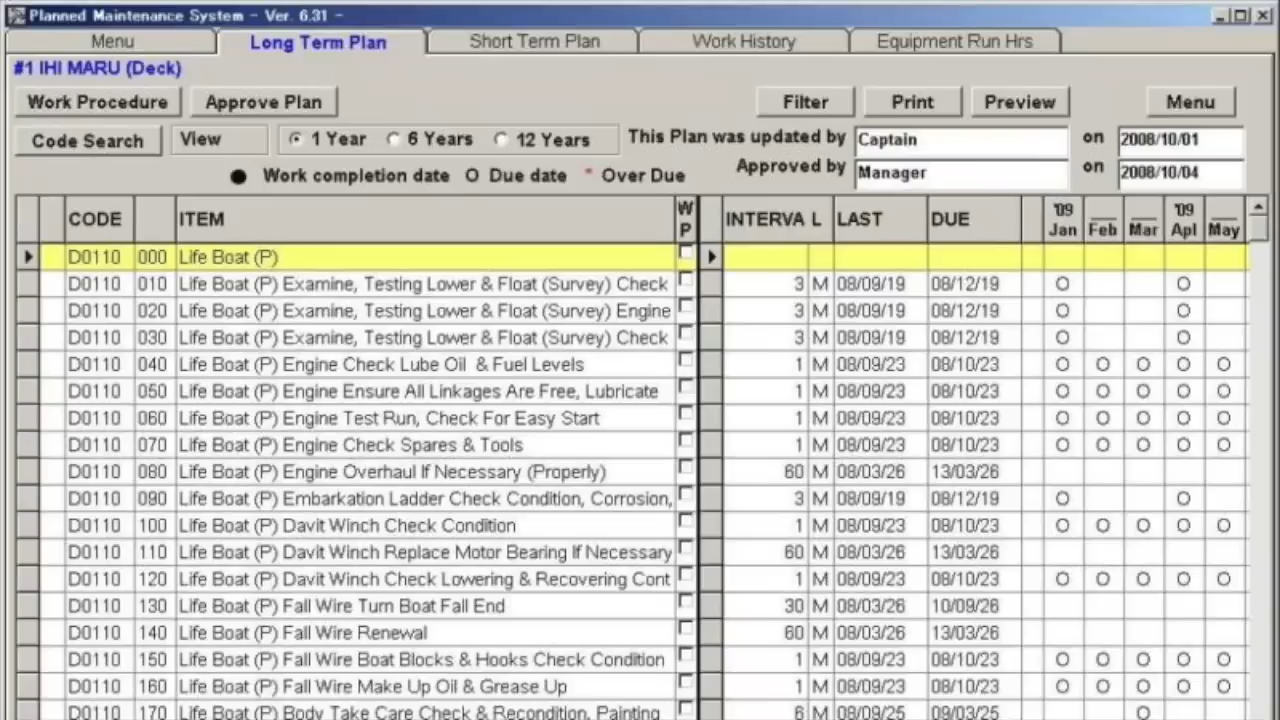 Planned Maintenance System - Ver. 6.31 -
Menu Long Term Plan Short Term Plan Work History Equipment Run Hrs
#1 IHI MARU (Deck)
Work Procedure Approve Plan Filter Print Preview Menu
Code Search View 1 Year 6 Years 12 Years This Plan was updated by Captain on 2008/10/01
Work completion date O Due date * Over Due Approved by Manager on 2008/10/04
CODE ITEM W P INTERVA L LAST DUE '09 Jan Feb Mar '09 Apl May
D0110 000 Life Boat (P)
D0110 010 Life Boat (P) Examine, Testing Lower & Float (Survey) Check 3 M 08/09/19 08/12/19 O O
D0110 020 Life Boat (P) Examine, Testing Lower & Float (Survey) Engine 3 M 08/09/19 08/12/19 O O
D0110 030 Life Boat (P) Examine, Testing Lower & Float (Survey) Check 3 M 08/09/19 08/12/19 O O
D0110 040 Life Boat (P) Engine Check Lube Oil & Fuel Levels 1 M 08/09/23 08/10/23 O O O O O
D0110 050 Life Boat (P) Engine Ensure All Linkages Are Free, Lubricate 1 M 08/09/23 08/10/23 O O O O O
D0110 060 Life Boat (P) Engine Test Run, Check For Easy Start 1 M 08/09/23 08/10/23 O O O O O
D0110 070 Life Boat (P) Engine Check Spares & Tools 1 M 08/09/23 08/10/23 O O O O O
D0110 080 Life Boat (P) Engine Overhaul If Necessary (Properly) 60 M 08/03/26 13/03/26
D0110 090 Life Boat (P) Embarkation Ladder Check Condition, Corrosion, 3 M 08/09/19 08/12/19 O O
D0110 100 Life Boat (P) Davit Winch Check Condition 1 M 08/09/23 08/10/23 O O O O O
D0110 110 Life Boat (P) Davit Winch Replace Motor Bearing If Necessary 60 M 08/03/26 13/03/26
D0110 120 Life Boat (P) Davit Winch Check Lowering & Recovering Cont 1 M 08/09/23 08/10/23 O O O O O
D0110 130 Life Boat (P) Fall Wire Turn Boat Fall End 30 M 08/03/26 10/09/26
D0110 140 Life Boat (P) Fall Wire Renewal 60 M 08/03/26 13/03/26
D0110 150 Life Boat (P) Fall Wire Boat Blocks & Hooks Check Condition 1 M 08/09/23 08/10/23 O O O O O
D0110 160 Life Boat (P) Fall Wire Make Up Oil & Grease Up 1 M 08/09/23 08/10/23 O O O O O
D0110 170 Life Boat (P) Body Take Care Check & Recondition, Painting 6 M 08/09/25 09/03/25 O